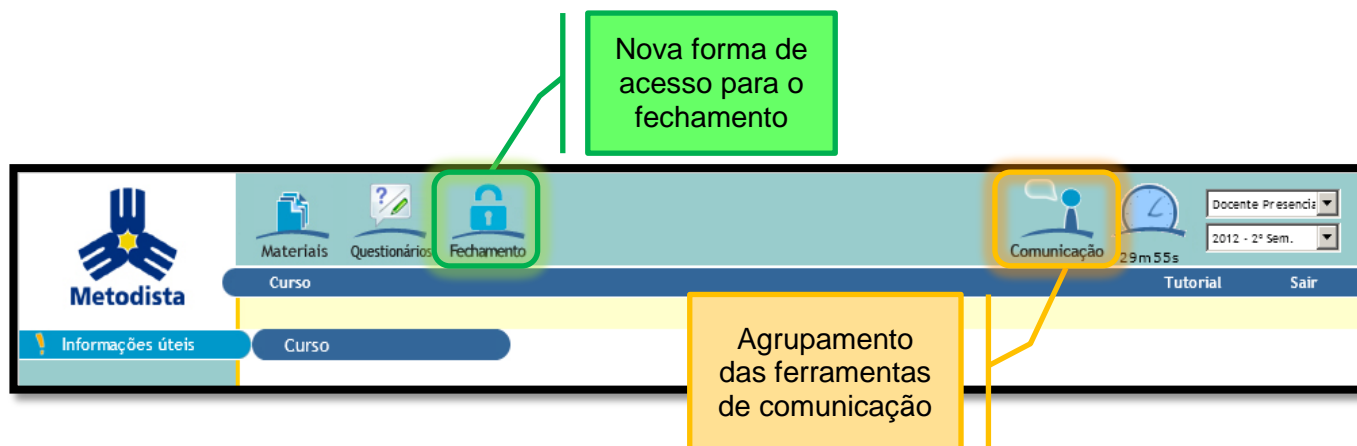 Nova forma de
acesso para o
fechamento
Metodista
Materiais
Questionários
Fechamento
Comunicação
29m55s
Docente Presencia
2012 - 2º Sem.
Curso
Tutorial
Sair
! Informações úteis
Curso
Agrupamento
das ferramentas
de comunicação